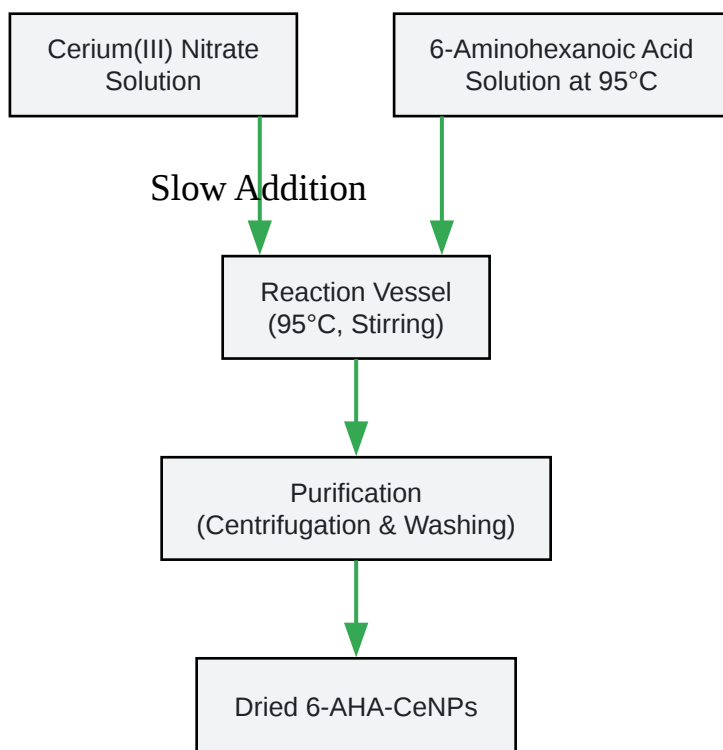 Cerium(III) Nitrate
Solution
6-Aminohexanoic Acid
Solution at 95°C
Slow Addition
Reaction Vessel
(95°C, Stirring)
Purification
(Centrifugation & Washing)
Dried 6-AHA-CeNPs